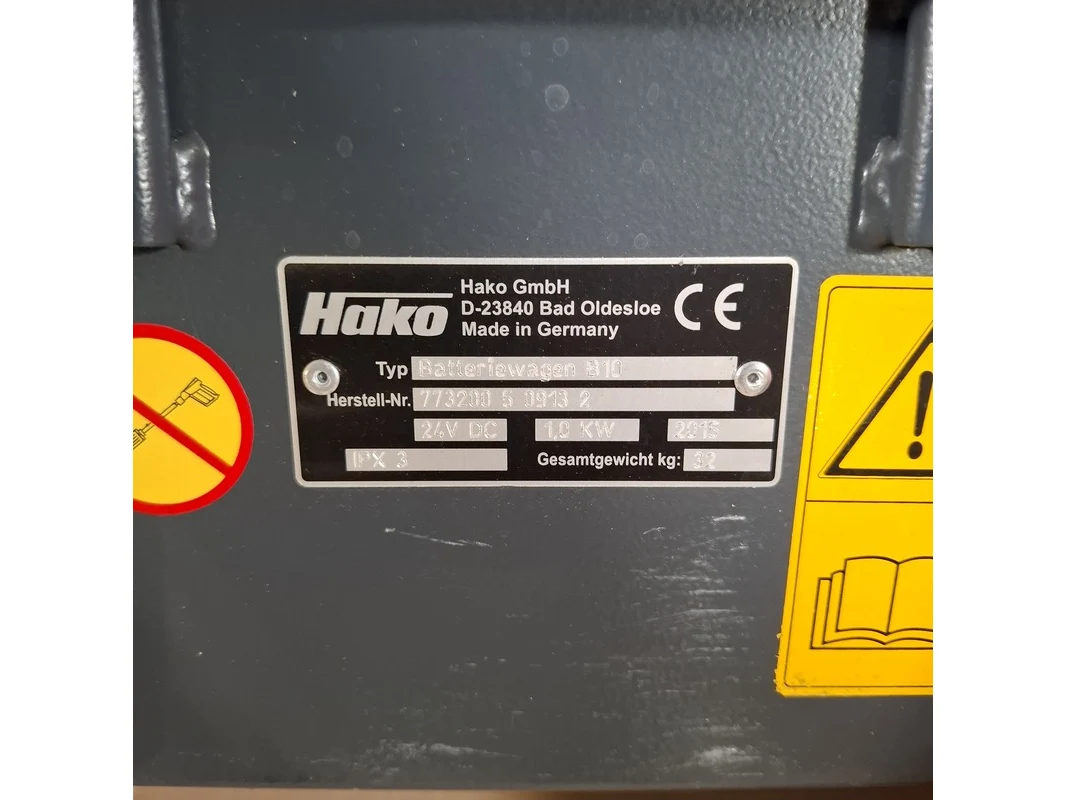 Hako
Hako GmbH
D-23840 Bad Oldesloe
Made in Germany
CE
Typ Batteriewagen B10
Herstell-Nr. 773200 5 0913 2
24V DC 1,0 KW 2015
IPX 3 Gesamtgewicht kg: 32